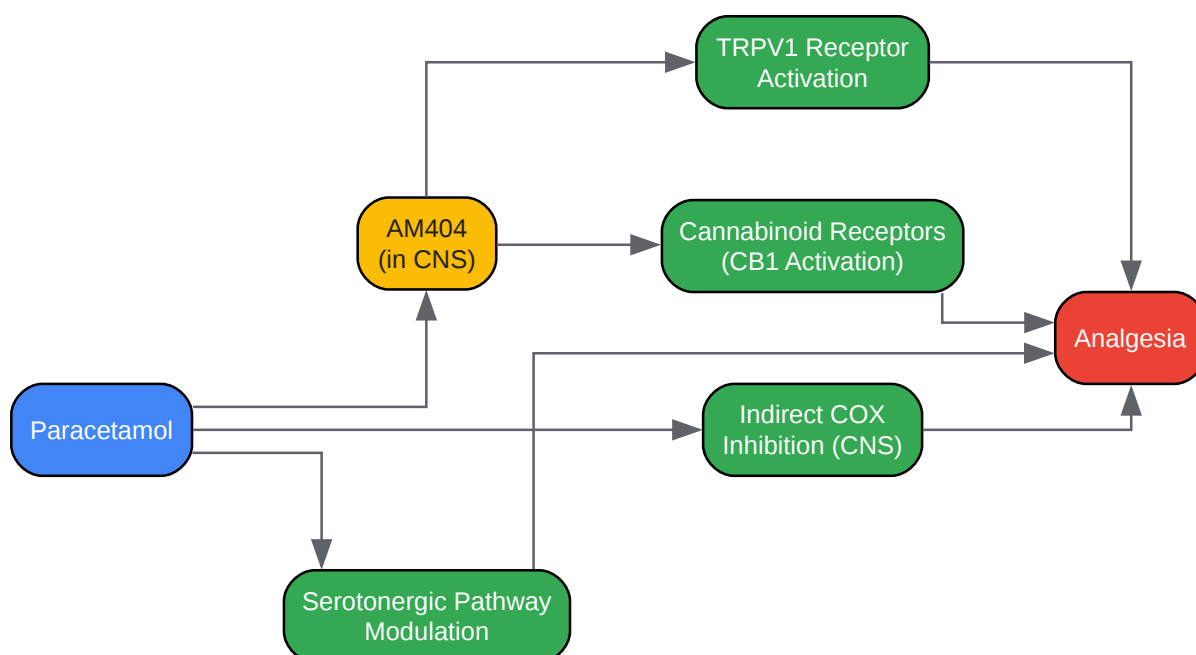 TRPV1 Receptor
Activation
AM404
(in CNS)
Cannabinoid Receptors
(CB1 Activation)
Analgesia
Paracetamol
Indirect COX
Inhibition (CNS)
Serotonergic Pathway
Modulation